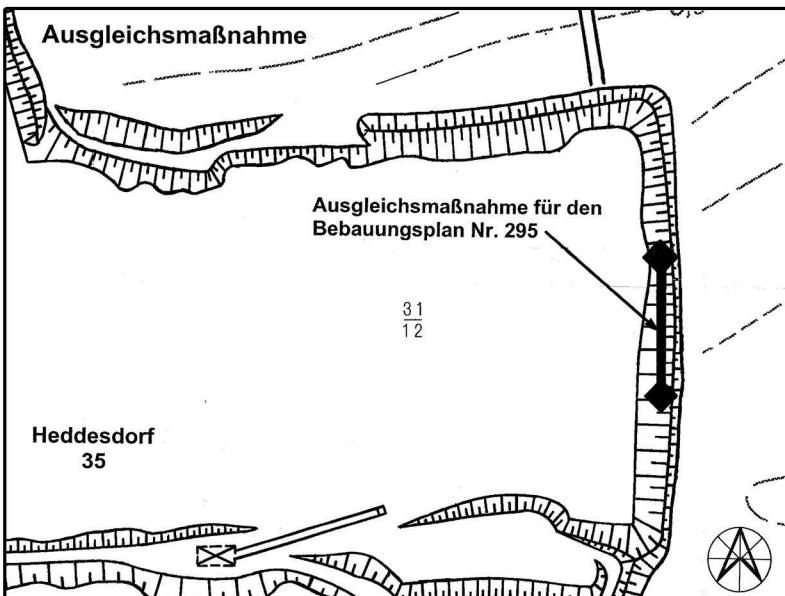 Ausgleichsmaßnahme
Ausgleichsmaßnahme für den
Bebauungsplan Nr. 295
31
12
Heddesdorf
35